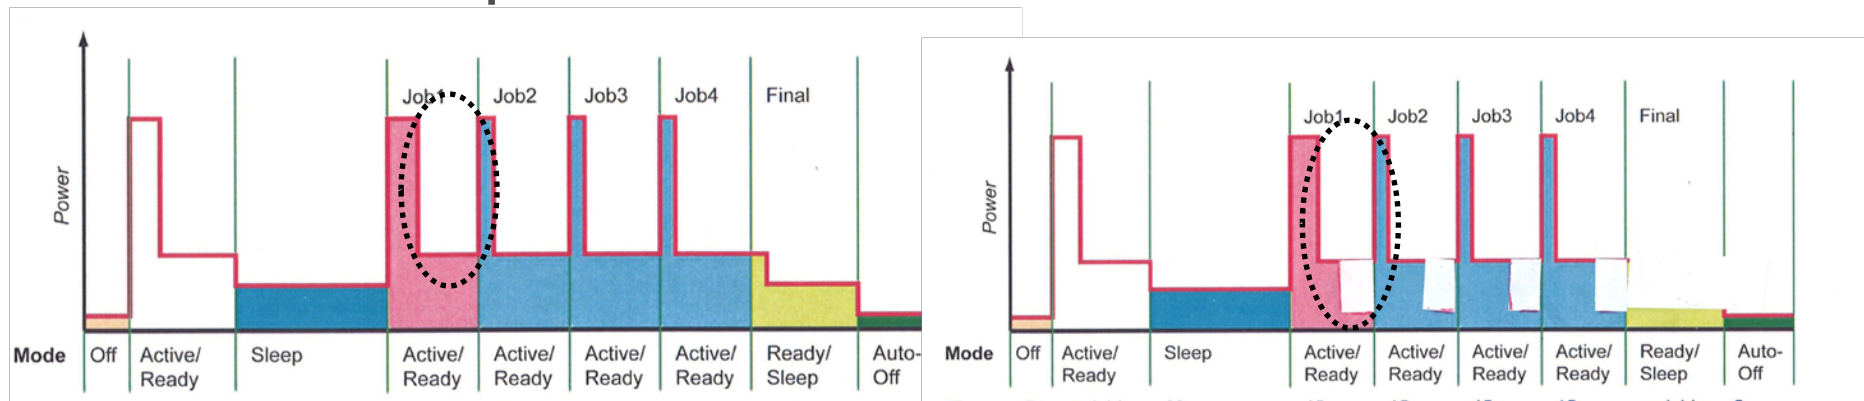 Job1 Job2 Job3 Job4 Final
Power
Mode Off Active/ Sleep Active/ Active/ Active/ Active/ Ready/ Auto-
Ready Ready Ready Ready Ready Sleep Off
Job1 Job2 Job3 Job4 Final
Power
Mode Off Active/ Sleep Active/ Active/ Active/ Active/ Ready/ Auto-
Ready Ready Ready Ready Ready Sleep Off